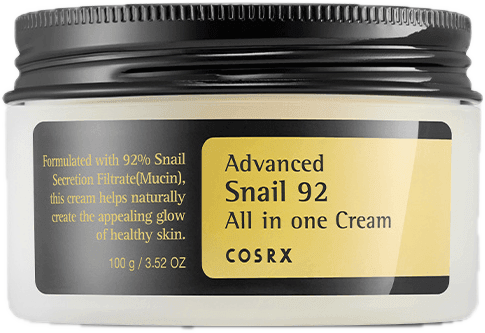 Formulated with 92% Snail
Secretion Filtrate(Mucin),
this cream helps naturally
create the appealing glow
of healthy skin.
100 g / 3.52 OZ
Advanced
Snail 92
All in one Cream
COSRX